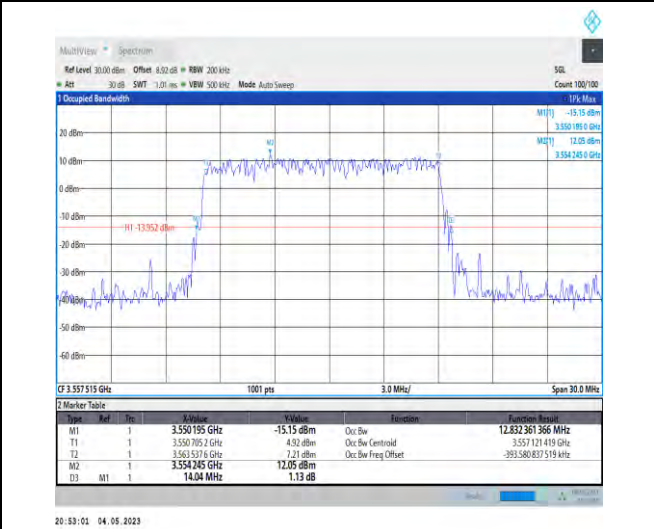 MultiView Spectrum
Ref Level 30.00 dBm Offset 8.92 dB RBW 200 kHz SGL
Att 30 dB SWT 1.01 ms VBW 500 kHz Mode Auto Sweep Count 100/100
1 Occupied Bandwidth 1Pk Max
M1[1] -15.15 dBm
3.550 195 0 GHz
M2[1] 12.05 dBm
3.554 245 0 GHz
20 dBm
M2
10 dBm
0 dBm
-10 dBm
H1 -13.952 dBm
-20 dBm
-30 dBm
-40 dBm
-50 dBm
-60 dBm
CF 3.557 515 GHz 1001 pts 3.0 MHz/ Span 30.0 MHz
2 Marker Table
Type Ref Trc X-Value Y-Value Function Function Result
M1 1 3.550195 GHz -15.15 dBm Occ Bw 12.832 361 366 MHz
T1 1 3.550 705 2 GHz 4.92 dBm Occ Bw Centroid 3.557 121 419 GHz
T2 1 3.563 537 6 GHz 7.21 dBm Occ Bw Freq Offset -393.580 837 519 kHz
M2 1 3.554245 GHz 12.05 dBm
D3 M1 1 14.04 MHz 1.13 dB
20:53:01 04.05.2023